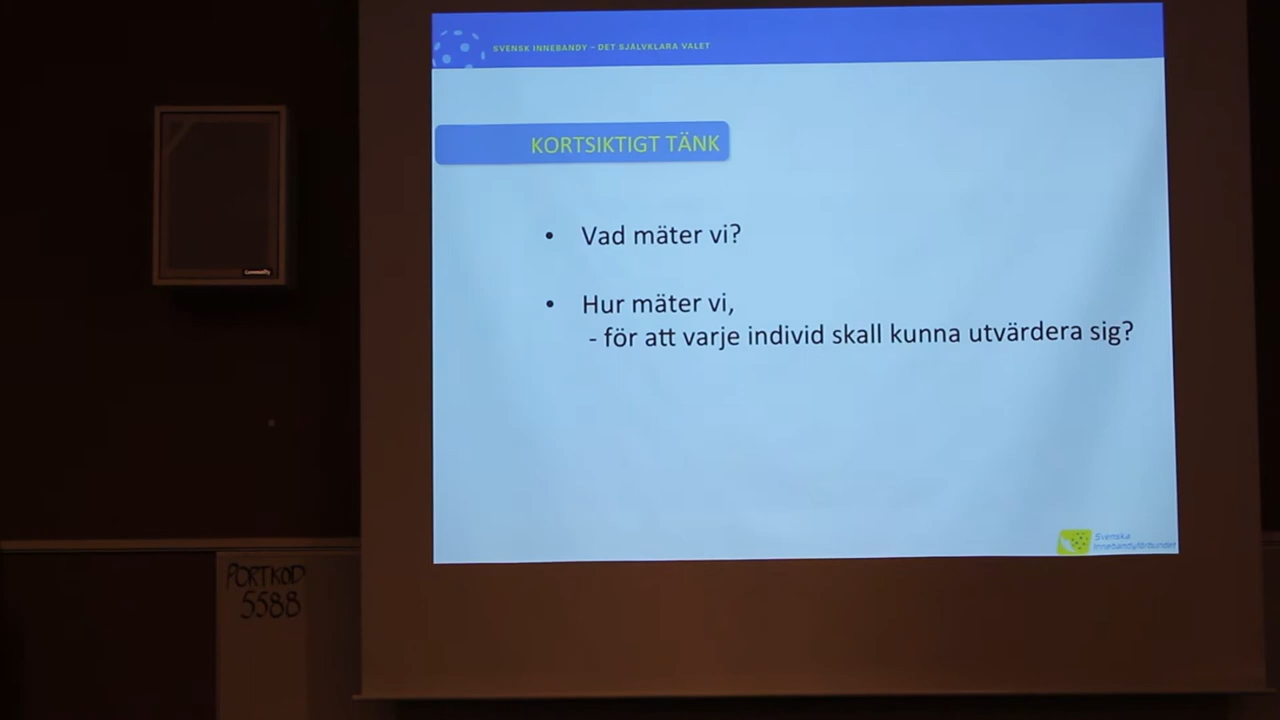 SVENSK INNEBANDY – DET SJÄLVKLARA VALET
KORTSIKTIGT TÄNK
• Vad mäter vi?
• Hur mäter vi,
- för att varje individ skall kunna utvärdera sig?
Svenska
Innebandyförbundet
Community
PORTKOD
5588